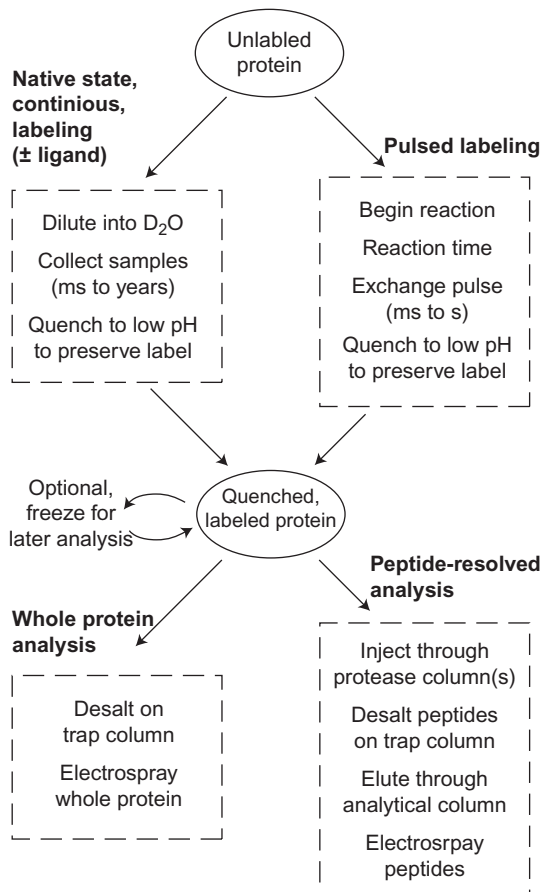 Unlabled
protein
Native state,
continious,
labeling
(± ligand)
Pulsed labeling
Dilute into D₂O
Collect samples
(ms to years)
Quench to low pH
to preserve label
Begin reaction
Reaction time
Exchange pulse
(ms to s)
Quench to low pH
to preserve label
Optional,
freeze for
later analysis
Quenched,
labeled protein
Whole protein
analysis
Peptide-resolved
analysis
Desalt on
trap column
Electrospray
whole protein
Inject through
protease column(s)
Desalt peptides
on trap column
Elute through
analytical column
Electrosrpay
peptides